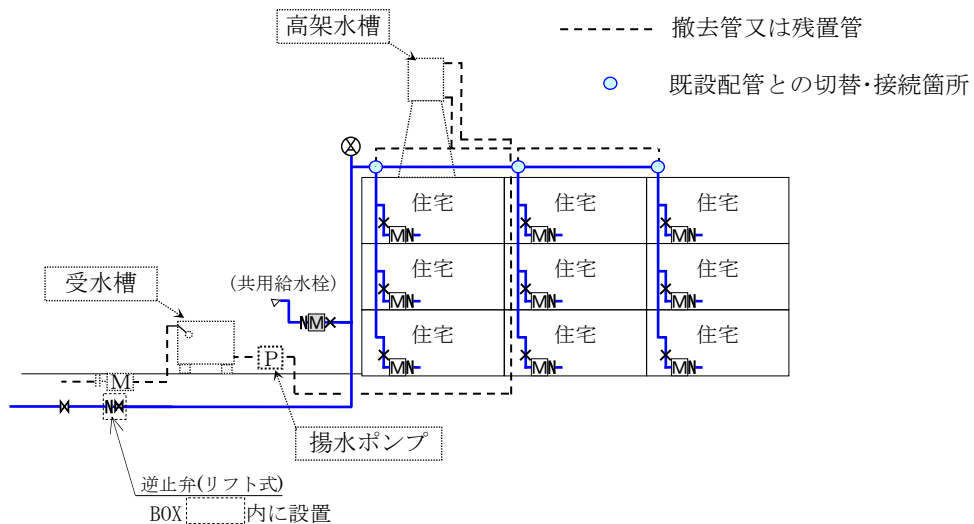 高架水槽
撤去管又は残置管
既設配管との切替･接続箇所
住宅 住宅 住宅
M N M N M N
住宅 住宅 住宅
M N M N M N
(共用給水栓)
受水槽
N M
住宅 住宅 住宅
P
M N M N M N
M
N
揚水ポンプ
逆止弁(リフト式)
BOX 内に設置